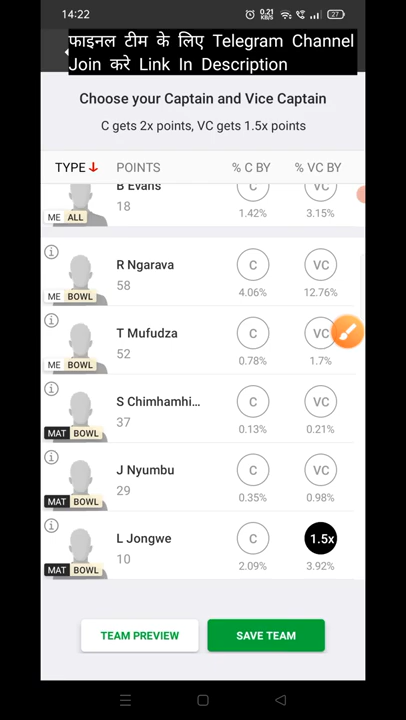 14:22
0.21
KB/S
27
फाइनल टीम के लिए Telegram Channel
Join करे Link In Description
Choose your Captain and Vice Captain
C gets 2x points, VC gets 1.5x points
TYPE POINTS % C BY % VC BY
B Evans
18
C VC
1.42% 3.15%
ME ALL
R Ngarava
58
C VC
4.06% 12.76%
ME BOWL
T Mufudza
52
C VC
0.78% 1.7%
ME BOWL
S Chimhamhi...
37
C VC
0.13% 0.21%
MAT BOWL
J Nyumbu
29
C VC
0.35% 0.98%
MAT BOWL
L Jongwe
10
C 1.5x
2.09% 3.92%
MAT BOWL
TEAM PREVIEW SAVE TEAM